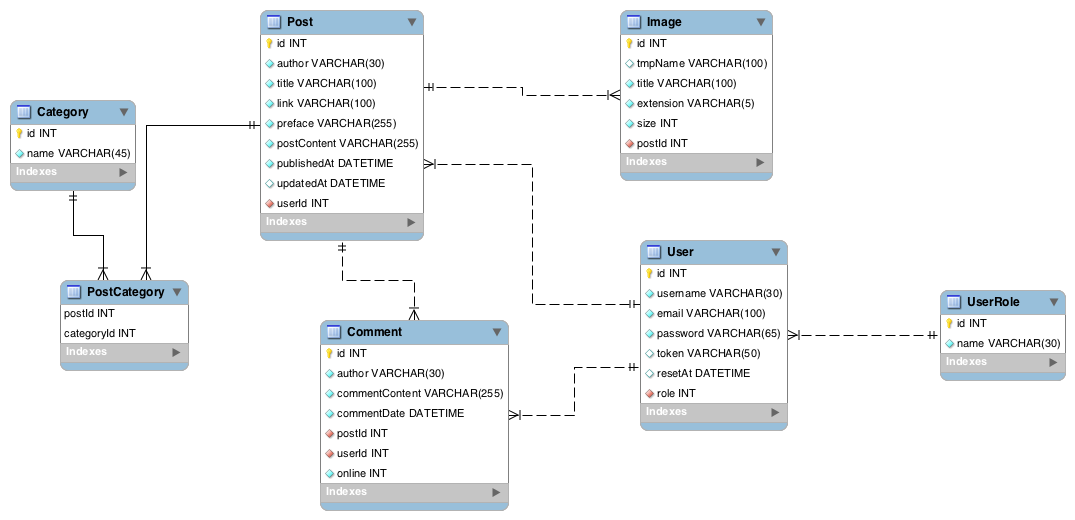 Post
id INT
author VARCHAR(30)
title VARCHAR(100)
link VARCHAR(100)
preface VARCHAR(255)
postContent VARCHAR(255)
publishedAt DATETIME
updatedAt DATETIME
userId INT
Indexes
Image
id INT
tmpName VARCHAR(100)
title VARCHAR(100)
extension VARCHAR(5)
size INT
postId INT
Indexes
Category
id INT
name VARCHAR(45)
Indexes
PostCategory
postId INT
categoryId INT
Indexes
Comment
id INT
author VARCHAR(30)
commentContent VARCHAR(255)
commentDate DATETIME
postId INT
userId INT
online INT
Indexes
User
id INT
username VARCHAR(30)
email VARCHAR(100)
password VARCHAR(65)
token VARCHAR(50)
resetAt DATETIME
role INT
Indexes
UserRole
id INT
name VARCHAR(30)
Indexes